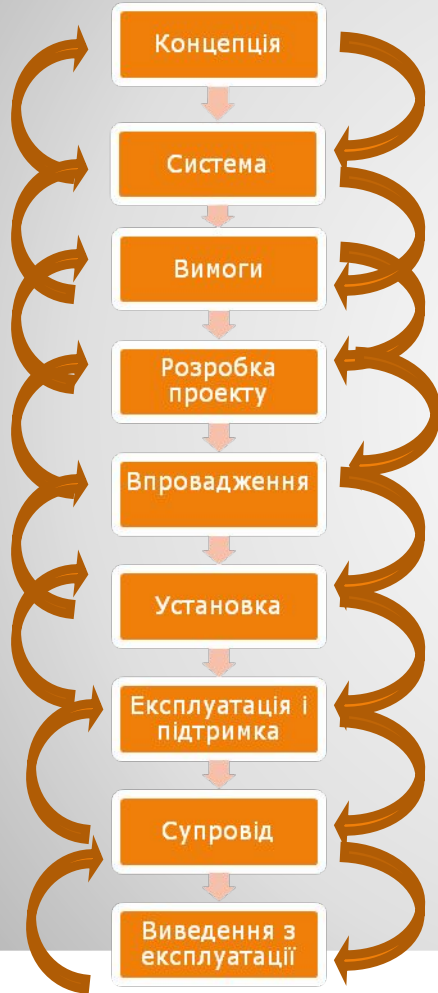 Концепція
Система
Вимоги
Розробка
проекту
Впровадження
Установка
Експлуатація і
підтримка
Супровід
Виведення з
експлуатації